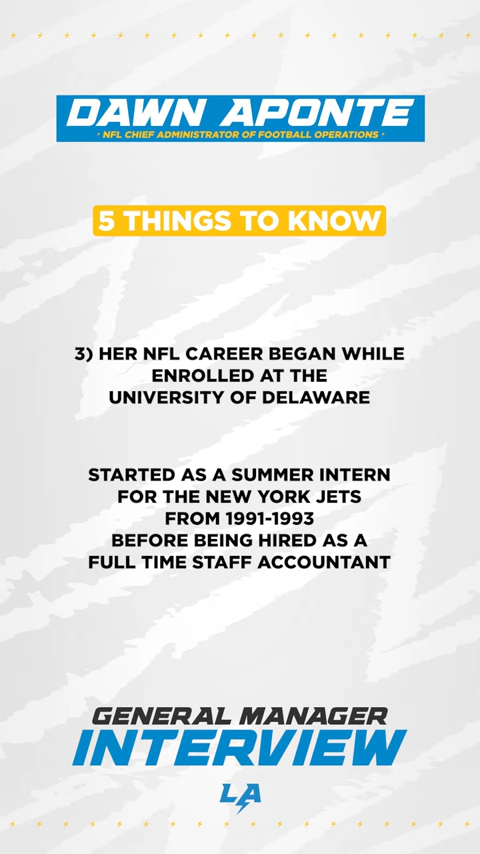 DAWN APONTE
· NFL CHIEF ADMINISTRATOR OF FOOTBALL OPERATIONS ·
5 THINGS TO KNOW
3) HER NFL CAREER BEGAN WHILE
ENROLLED AT THE
UNIVERSITY OF DELAWARE
STARTED AS A SUMMER INTERN
FOR THE NEW YORK JETS
FROM 1991-1993
BEFORE BEING HIRED AS A
FULL TIME STAFF ACCOUNTANT
GENERAL MANAGER
INTERVIEW
LA